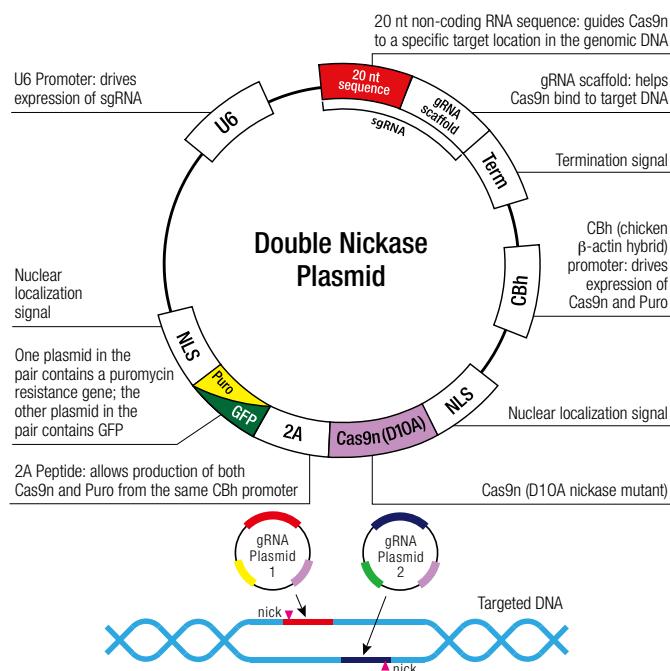 20 nt non-coding RNA sequence: guides Cas9n
to a specific target location in the genomic DNA
U6 Promoter: drives
expression of sgRNA
gRNA scaffold: helps
Cas9n bind to target DNA
20 nt
sequence
gRNA
scaffold
sgRNA
U6
Term
Termination signal
Double Nickase
Plasmid
CBh (chicken
β-actin hybrid)
promoter: drives
expression of
Cas9n and Puro
CBh
Nuclear
localization
signal
NLS
One plasmid in the
pair contains a puromycin
resistance gene; the
other plasmid in the
pair contains GFP
Puro
GFP
2A
Cas9n (D10A)
NLS
Nuclear localization signal
2A Peptide: allows production of both
Cas9n and Puro from the same CBh promoter
Cas9n (D10A nickase mutant)
gRNA
Plasmid
1
gRNA
Plasmid
2
Targeted DNA
nick
nick